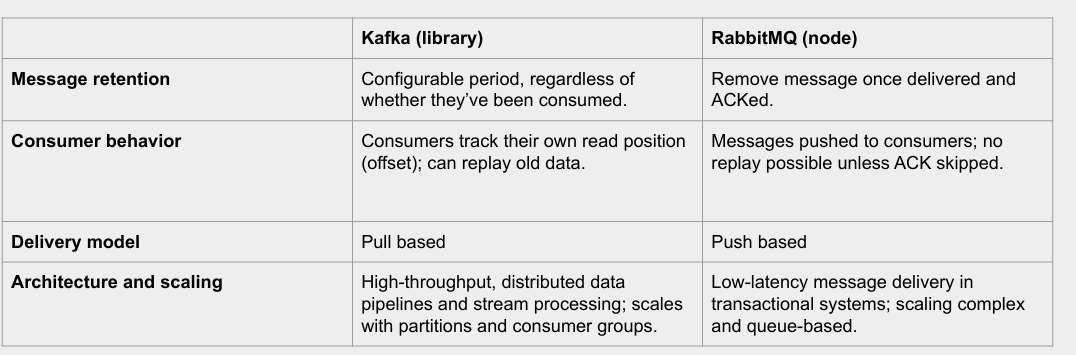 Kafka (library)
RabbitMQ (node)
Message retention
Configurable period, regardless of
whether they've been consumed.
Remove message once delivered and
ACKed.
Consumer behavior
Consumers track their own read position
(offset); can replay old data.
Messages pushed to consumers; no
replay possible unless ACK skipped.
Delivery model
Pull based
Push based
Architecture and scaling
High-throughput, distributed data
pipelines and stream processing; scales
with partitions and consumer groups.
Low-latency message delivery in
transactional systems; scaling complex
and queue-based.